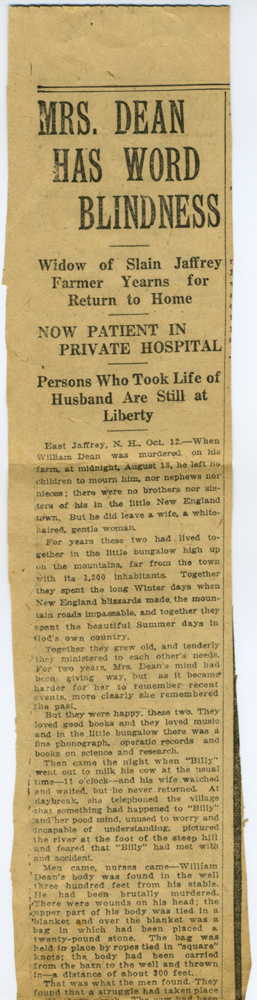 MRS. DEAN
HAS WORD
BLINDNESS
Widow of Slain Jaffrey
Farmer Yearns for
Return to Home
NOW PATIENT IN
PRIVATE HOSPITAL
Persons Who Took Life of
Husband Are Still at
Liberty
East Jaffrey, N. H., Oct. 12.—When
William Dean was murdered on his
farm, at midnight, August 13, he left no
children to mourn him, nor nephews nor
nieces; there were no brothers nor sis-
ters of his in the little New England
town. But he did leave a wife, a white-
haired, gentle woman.
For years these two had lived to-
gether in the little bungalow high up
on the mountains, far from the town
with its 1,800 inhabitants. Together
they spent the long Winter days when
New England blizzards made the moun-
tain roads impassable, and together they
spent the beautiful Summer days in
God's own country.
Together they grew old, and tenderly
they ministered to each other's needs.
For two years, Mrs. Dean's mind had
been giving way, but as it became
harder for her to remember recent
events, more clearly she remembered
the past.
But they were happy, these two. They
loved good books and they loved music
and in the little bungalow there was a
fine phonograph, operatic records and
books on science and research.
Then came the night when "Billy"
went out to milk his cow at the usual
time—11 o'clock—and his wife watched
and waited, but he never returned. At
daybreak, she telephoned the village
that something had happened to "Billy"
and her poor mind, unused to worry and
incapable of understanding, pictured
the river at the foot of the steep hill
and feared that "Billy" had met with
and accident.
Men came, nurses came—William
Dean's body was found in the well
three hundred feet from his stable.
He had been brutally murdered.
There were wounds on his head; the
upper part of his body was tied in a
blanket and over the blanket was a
bag in which had been placed a
twenty-pound stone. The bag was
held in place by ropes tied in "square"
knots; the body had been carried
from the barn to the well and thrown
in—a distance of about 300 feet.
That was what the men found. They
found that a struggle had taken place